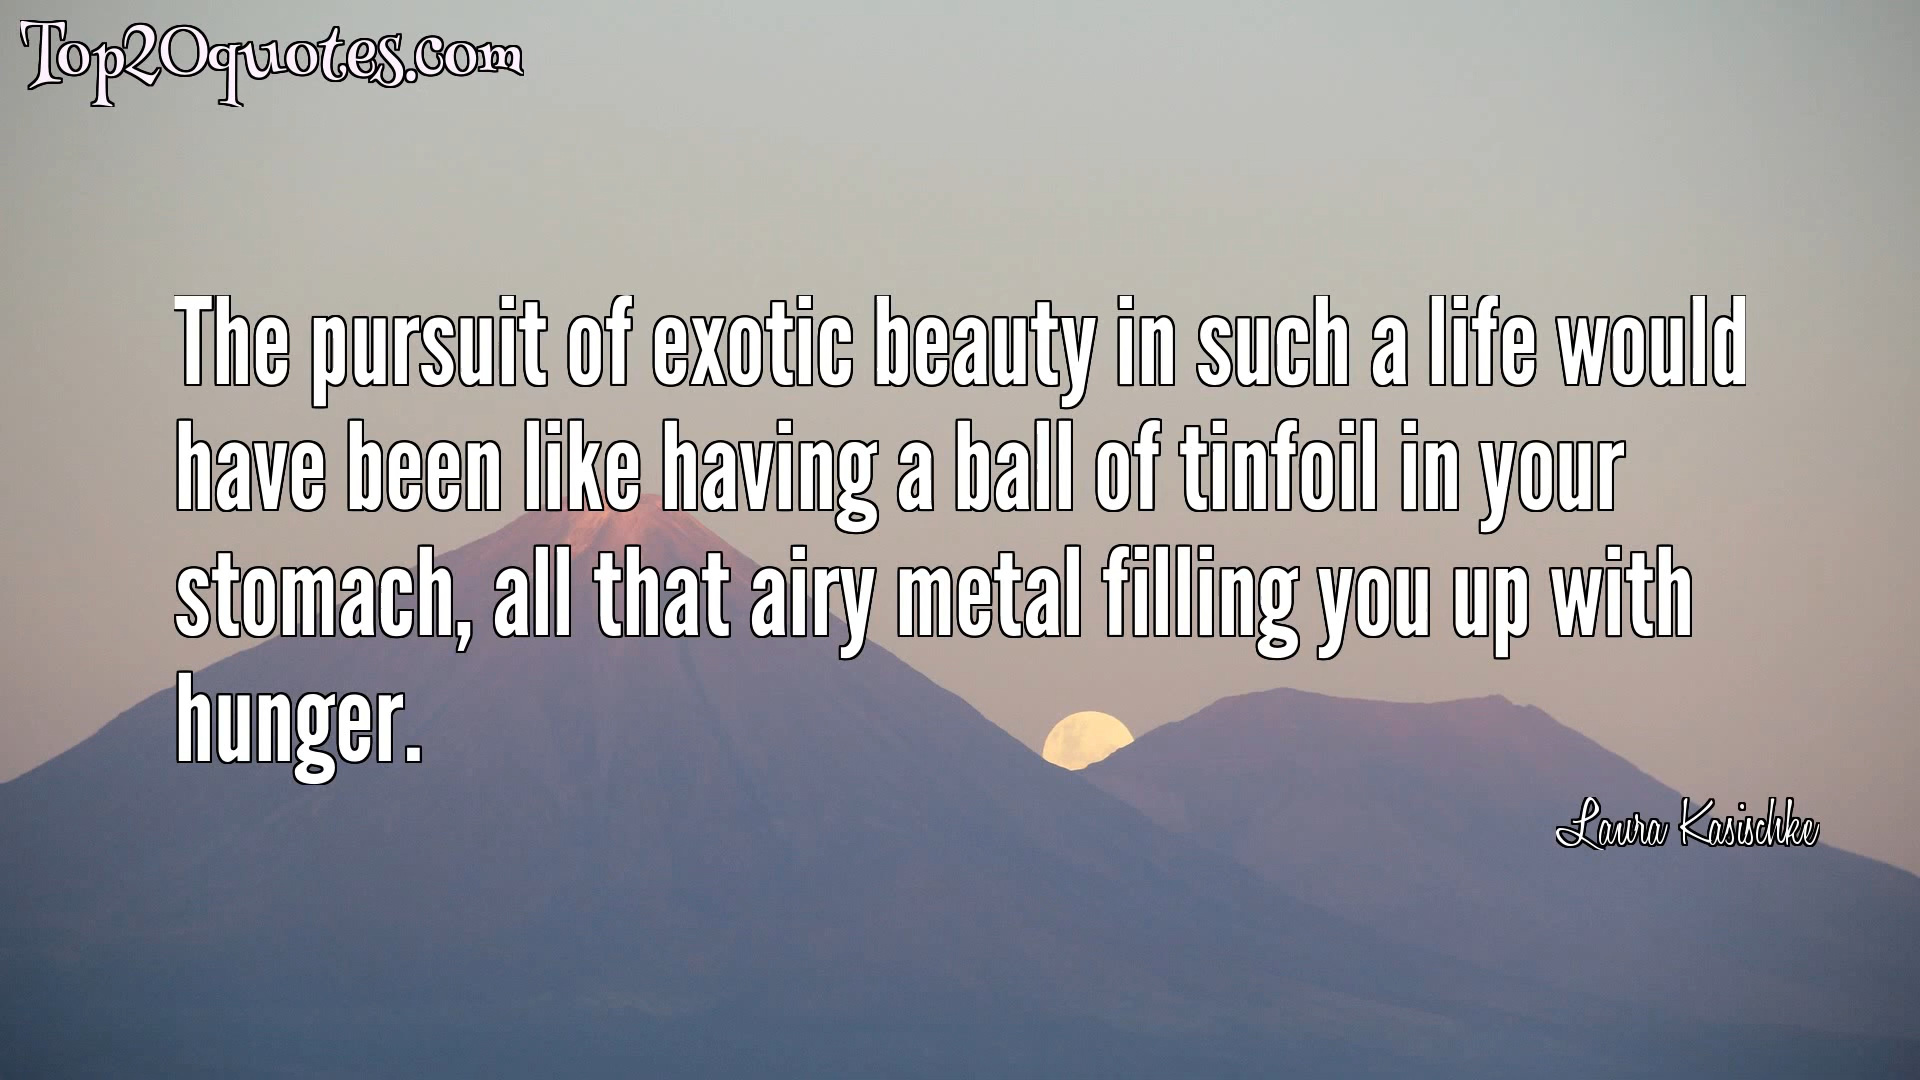 Top20quotes.com
The pursuit of exotic beauty in such a life would
have been like having a ball of tinfoil in your
stomach, all that airy metal filling you up with
hunger.
Laura Kasischke